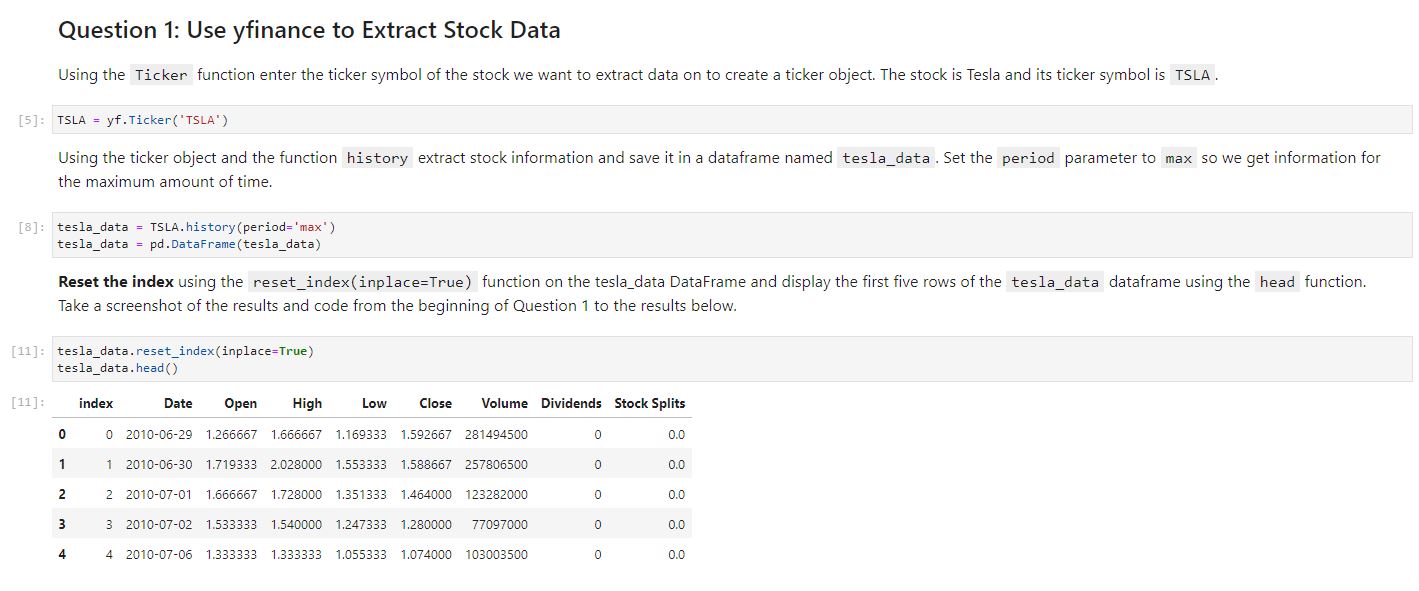 Question 1: Use yfinance to Extract Stock Data
Using the Ticker function enter the ticker symbol of the stock we want to extract data on to create a ticker object. The stock is Tesla and its ticker symbol is TSLA .
[5]: TSLA = yf.Ticker('TSLA')
Using the ticker object and the function history extract stock information and save it in a dataframe named tesla_data . Set the period parameter to max so we get information for
the maximum amount of time.
[8]: tesla_data = TSLA.history(period='max')
tesla_data = pd.DataFrame(tesla_data)
Reset the index using the reset_index(inplace=True) function on the tesla_data DataFrame and display the first five rows of the tesla_data dataframe using the head function.
Take a screenshot of the results and code from the beginning of Question 1 to the results below.
[11]: tesla_data.reset_index(inplace=True)
tesla_data.head()
[11]: index Date Open High Low Close Volume Dividends Stock Splits
0 0 2010-06-29 1.266667 1.666667 1.169333 1.592667 281494500 0 0.0
1 1 2010-06-30 1.719333 2.028000 1.553333 1.588667 257806500 0 0.0
2 2 2010-07-01 1.666667 1.728000 1.351333 1.464000 123282000 0 0.0
3 3 2010-07-02 1.533333 1.540000 1.247333 1.280000 77097000 0 0.0
4 4 2010-07-06 1.333333 1.333333 1.055333 1.074000 103003500 0 0.0